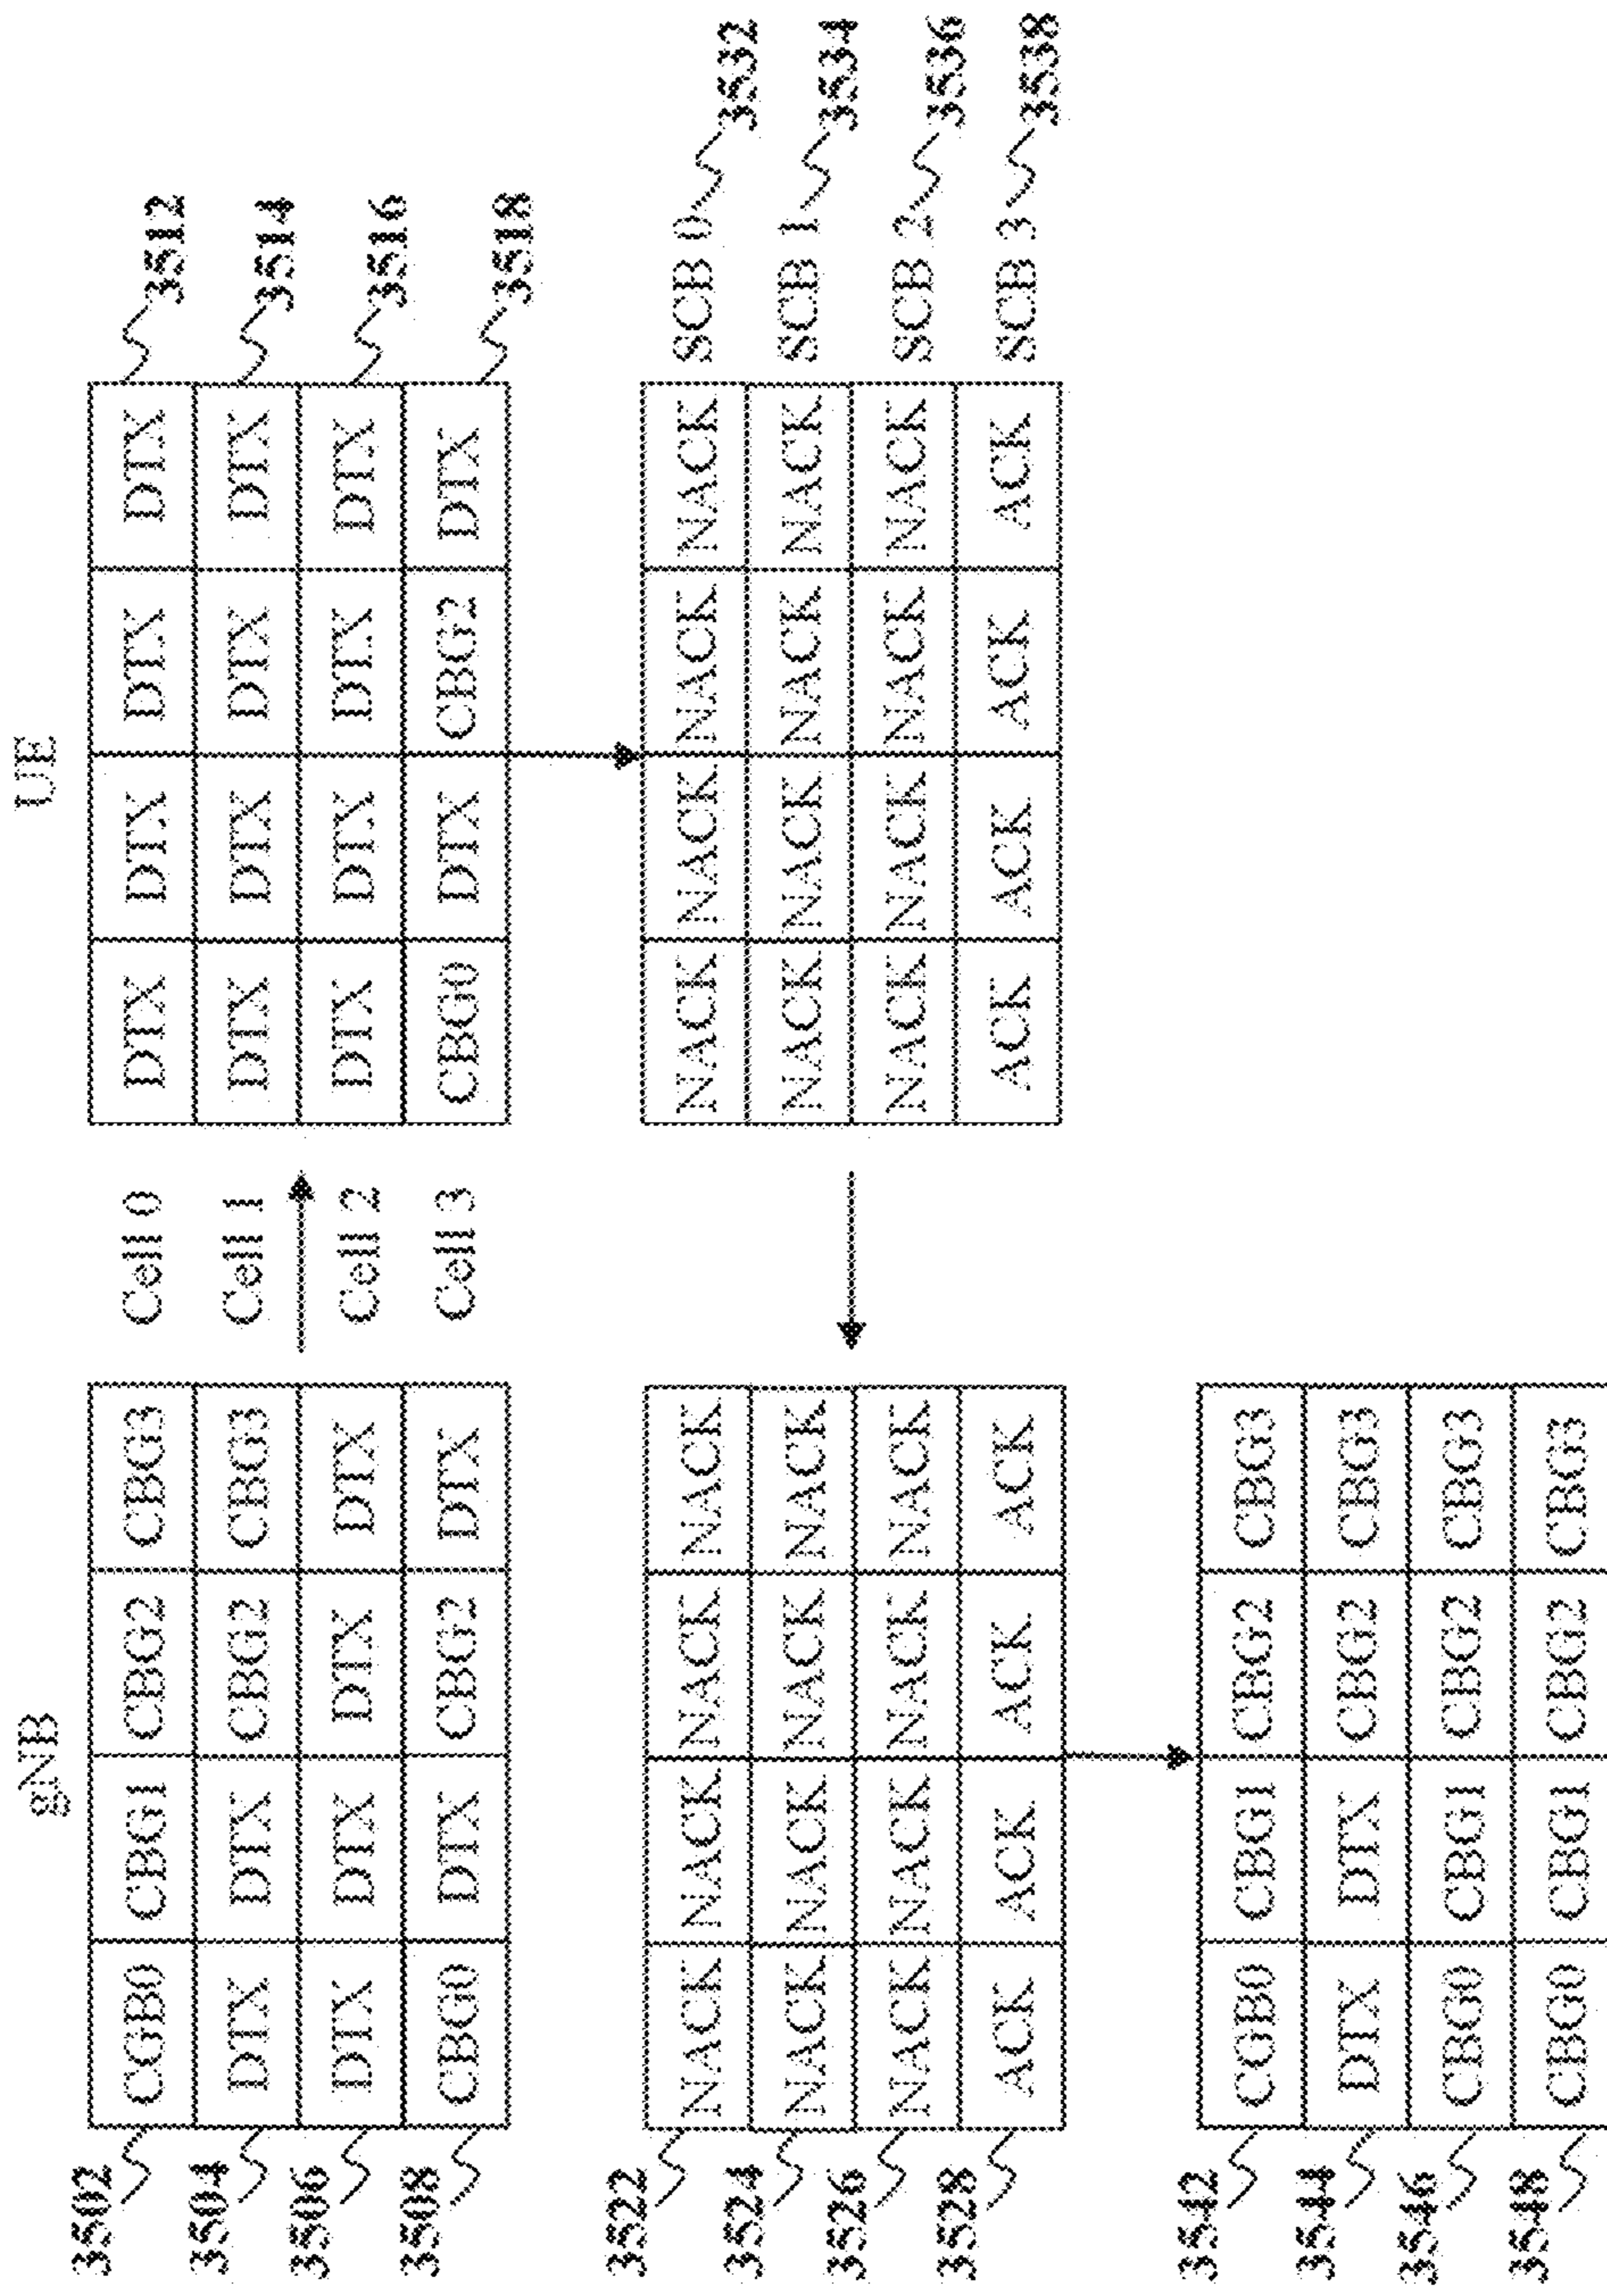 gNB
UE
3502 CGB0 CBG1 CBG2 CBG3 Cell 0 DTX DTX DTX DTX 3512
3504 DTX DTX CBG2 CBG3 Cell 1 DTX DTX DTX DTX 3514
3506 DTX DTX DTX DTX Cell 2 DTX DTX DTX DTX 3516
3508 CBG0 DTX CBG2 DTX Cell 3 CBG0 DTX CBG2 DTX 3518
3522 NACK NACK NACK NACK NACK NACK NACK NACK SCB 0 3532
3524 NACK NACK NACK NACK NACK NACK NACK NACK SCB 1 3534
3526 NACK NACK NACK NACK NACK NACK NACK NACK SCB 2 3536
3528 ACK ACK ACK ACK ACK ACK ACK ACK SCB 3 3538
3542 CGB0 CBG1 CBG2 CBG3
3544 DTX DTX CBG2 CBG3
3546 CBG0 CBG1 CBG2 CBG3
3548 CBG0 CBG1 CBG2 CBG3